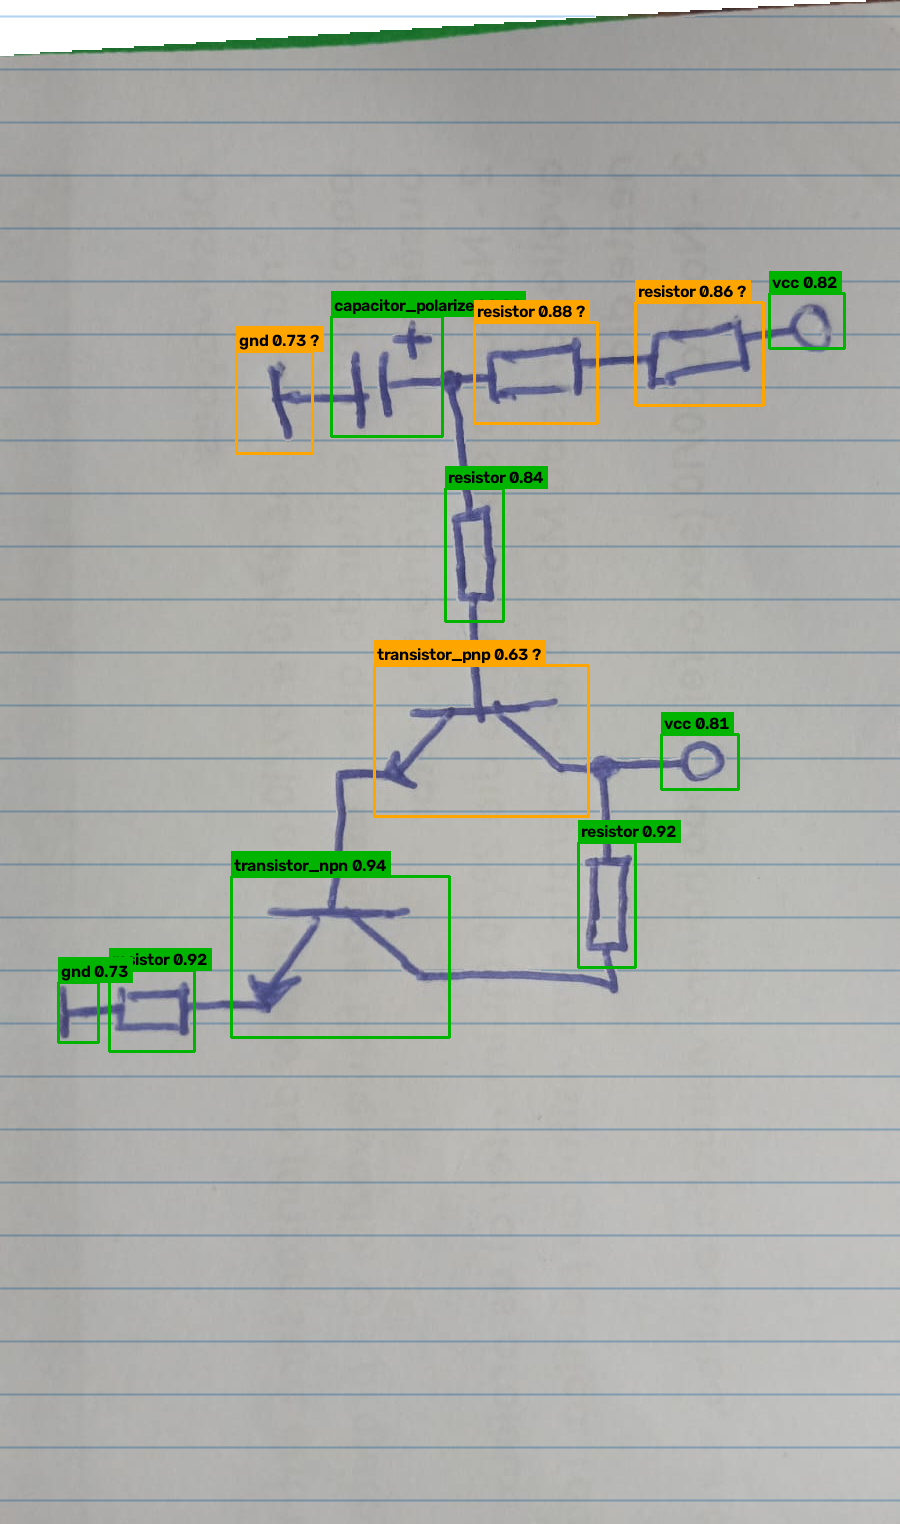 vcc 0.82
resistor 0.86 ?
capacitor_polarize
resistor 0.88 ?
gnd 0.73 ?
+
resistor 0.84
transistor_pnp 0.63 ?
vcc 0.81
resistor 0.92
transistor_npn 0.94
sistor 0.92
gnd 0.73